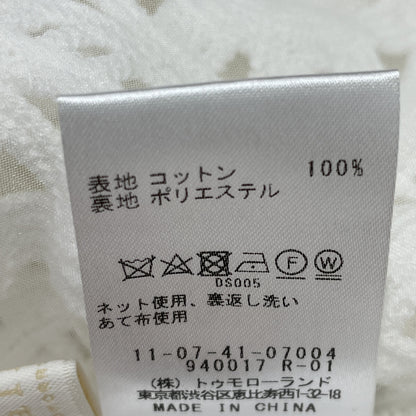 表地 コットン 100%
裏地 ポリエステル
F W
DS005
ネット使用、裏返し洗い
あて布使用
11-07-41-07004
940017 R-01
(株) トゥモローランド
東京都渋谷区恵比寿西1-32-18
MADE IN CHINA